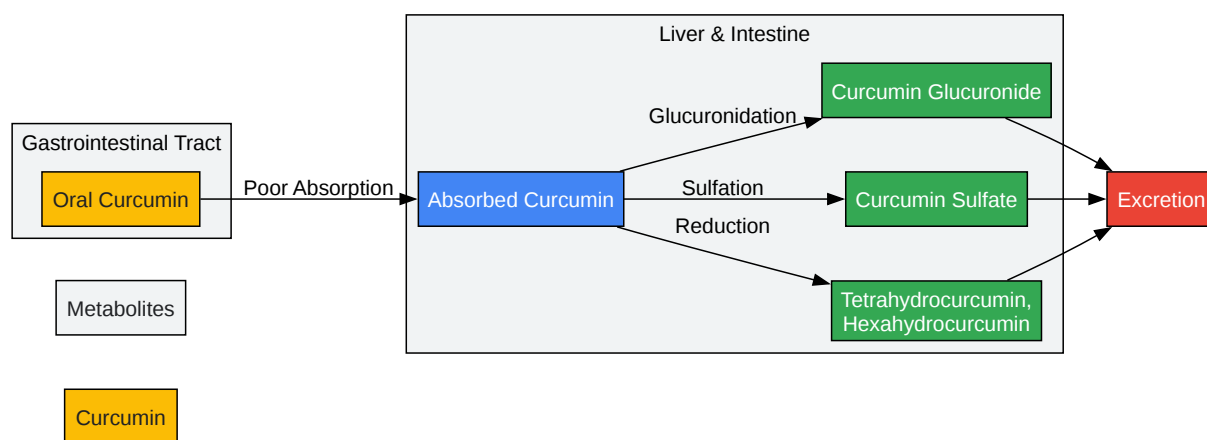 Liver & Intestine
Curcumin Glucuronide
Glucuronidation
Gastrointestinal Tract
Oral Curcumin
Poor Absorption
Absorbed Curcumin
Sulfation
Curcumin Sulfate
Excretion
Reduction
Tetrahydrocurcumin,
Hexahydrocurcumin
Metabolites
Curcumin